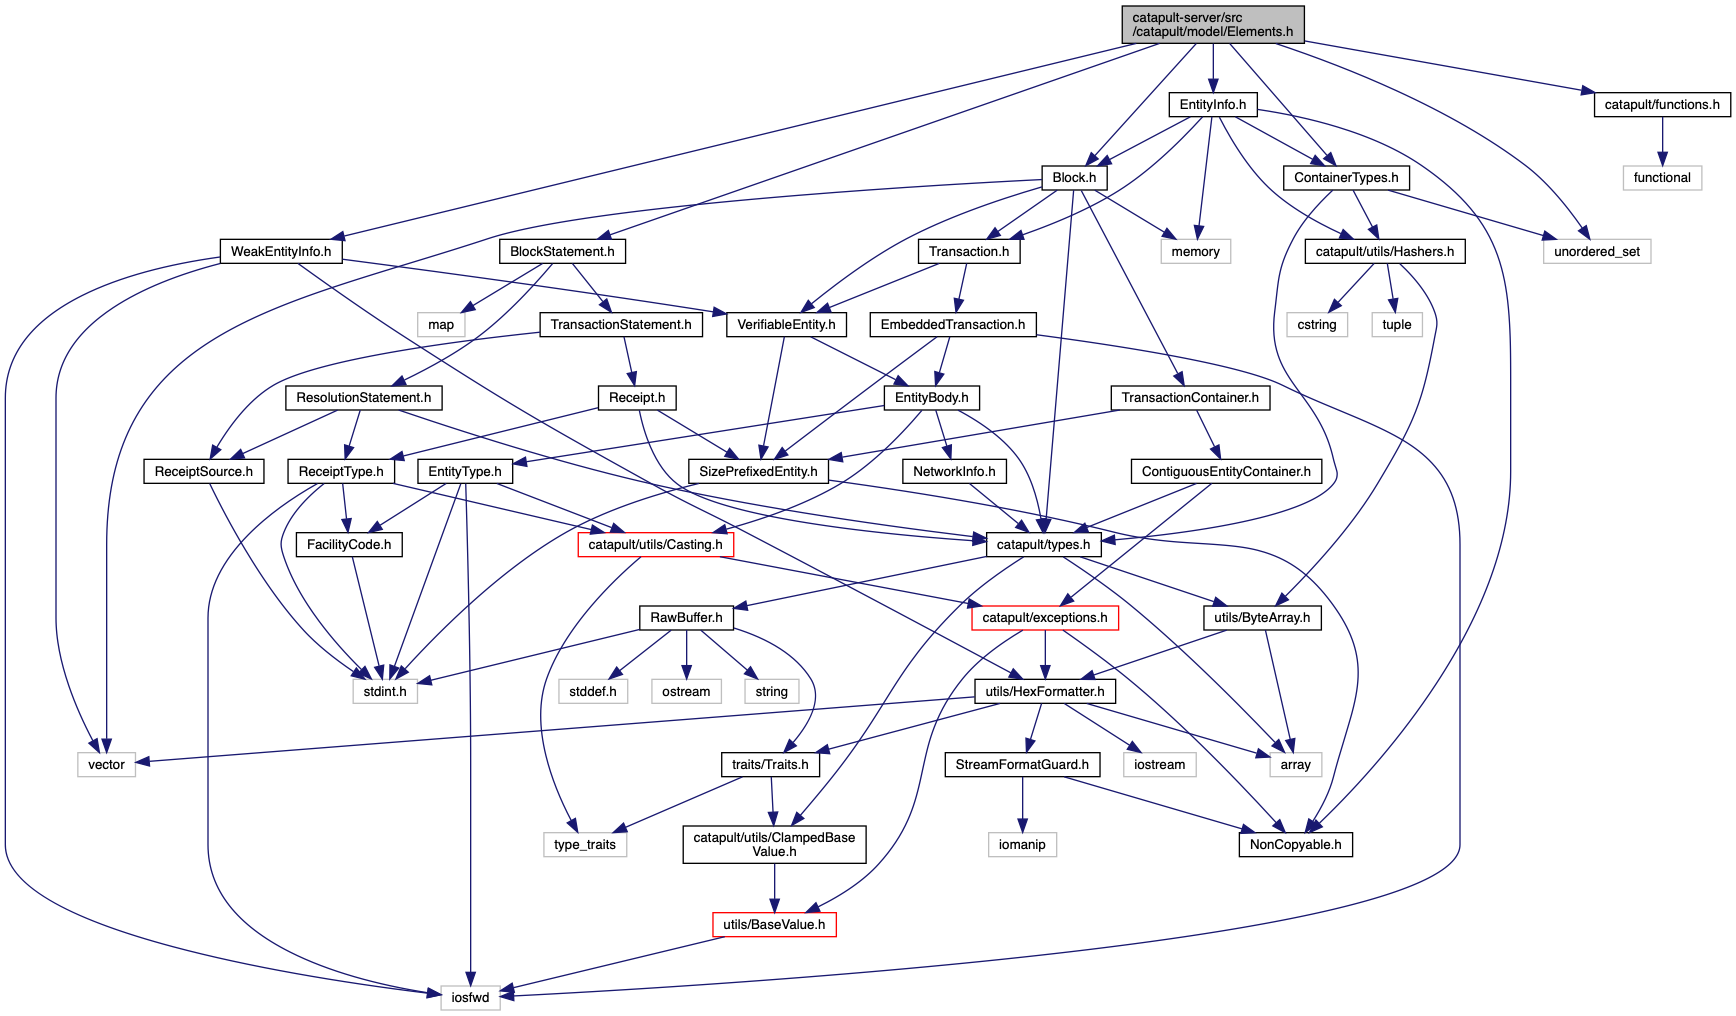 catapult-server/src
/catapult/model/Elements.h
EntityInfo.h
catapult/functions.h
Block.h
ContainerTypes.h
functional
WeakEntityInfo.h
BlockStatement.h
Transaction.h
memory
catapult/utils/Hashers.h
unordered_set
map
TransactionStatement.h
VerifiableEntity.h
EmbeddedTransaction.h
cstring
tuple
ResolutionStatement.h
Receipt.h
EntityBody.h
TransactionContainer.h
ReceiptSource.h
ReceiptType.h
EntityType.h
SizePrefixedEntity.h
NetworkInfo.h
ContiguousEntityContainer.h
FacilityCode.h
catapult/utils/Casting.h
catapult/types.h
RawBuffer.h
catapult/exceptions.h
utils/ByteArray.h
stdint.h
stddef.h
ostream
string
utils/HexFormatter.h
vector
traits/Traits.h
StreamFormatGuard.h
iostream
array
type_traits
catapult/utils/ClampedBase
Value.h
iomanip
NonCopyable.h
utils/BaseValue.h
iosfwd